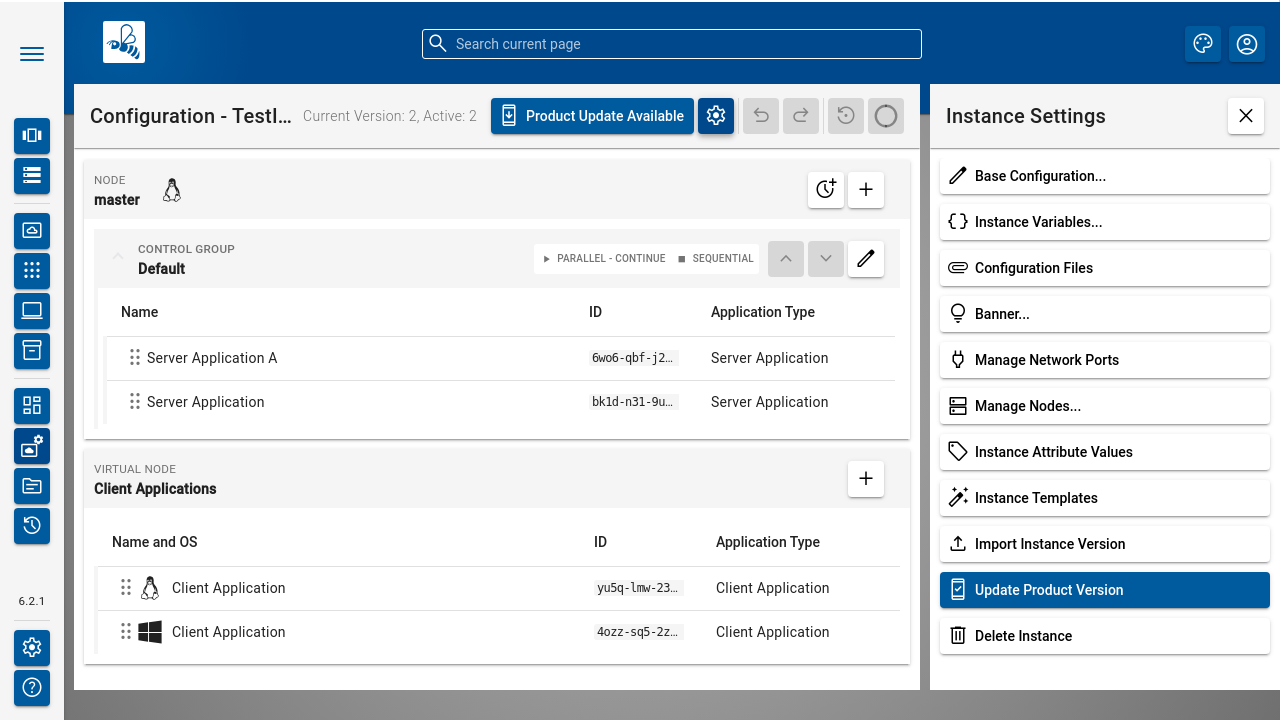 Search current page
Configuration - TestI…
Current Version: 2, Active: 2
Product Update Available
Instance Settings
NODE
master
CONTROL GROUP
Default
PARALLEL - CONTINUE
SEQUENTIAL
Name
ID
Application Type
Server Application A
6wo6-qbf-j2…
Server Application
Server Application
bk1d-n31-9u…
Server Application
VIRTUAL NODE
Client Applications
Name and OS
ID
Application Type
Client Application
yu5q-lmw-23…
Client Application
Client Application
4ozz-sq5-2z…
Client Application
Base Configuration...
Instance Variables...
Configuration Files
Banner...
Manage Network Ports
Manage Nodes...
Instance Attribute Values
Instance Templates
Import Instance Version
Update Product Version
Delete Instance
6.2.1